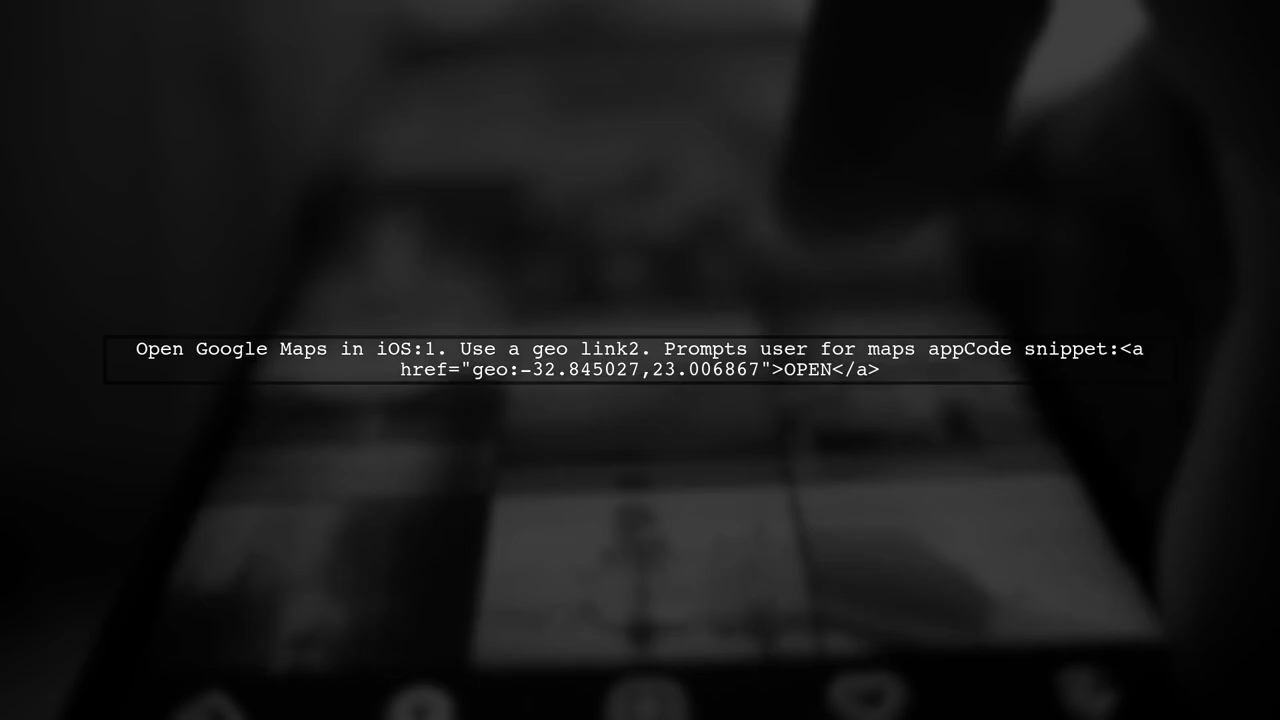 Open Google Maps in iOS:1. Use a geo link2. Prompts user for maps appCode snippet:<a
href="geo:-32.845027,23.006867">OPEN</a>